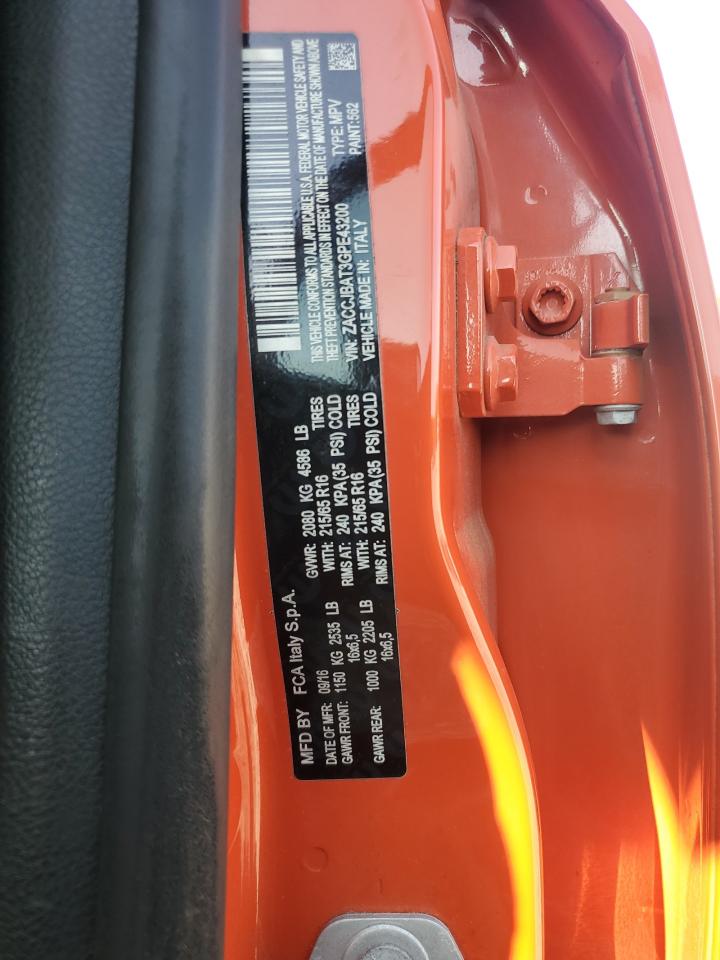 MFD BY FCA Italy S.p.A.
DATE OF MFR: 09/16 GVWR: 2080 KG 4586 LB
GAWR FRONT: 1150 KG 2535 LB WITH: 215/65 R16 TIRES
16x6,5 RIMS AT: 240 KPA(35 PSI) COLD
GAWR REAR: 1000 KG 2205 LB WITH: 215/65 R16 TIRES
16x6,5 RIMS AT: 240 KPA(35 PSI) COLD
THIS VEHICLE CONFORMS TO ALL APPLICABLE U.S.A. FEDERAL MOTOR VEHICLE SAFETY AND
THEFT PREVENTION STANDARDS IN EFFECT ON THE DATE OF MANUFACTURE SHOWN ABOVE
VIN: ZACCJBAT3GPE43200 TYPE: MPV
VEHICLE MADE IN: ITALY PAINT: 562